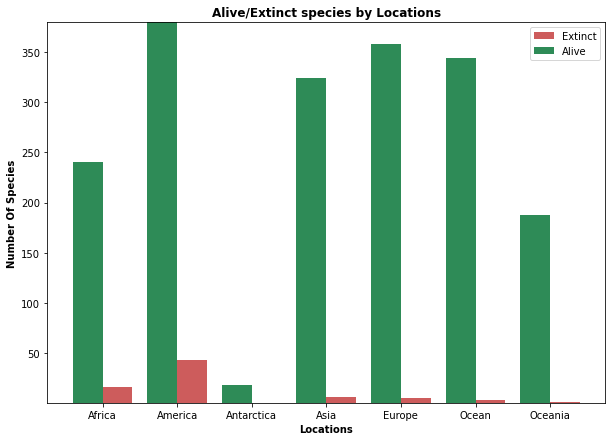 Alive/Extinct species by Locations
Extinct
Alive
Number Of Species
350
300
250
200
150
100
50
Africa America Antarctica Asia Europe Ocean Oceania
Locations